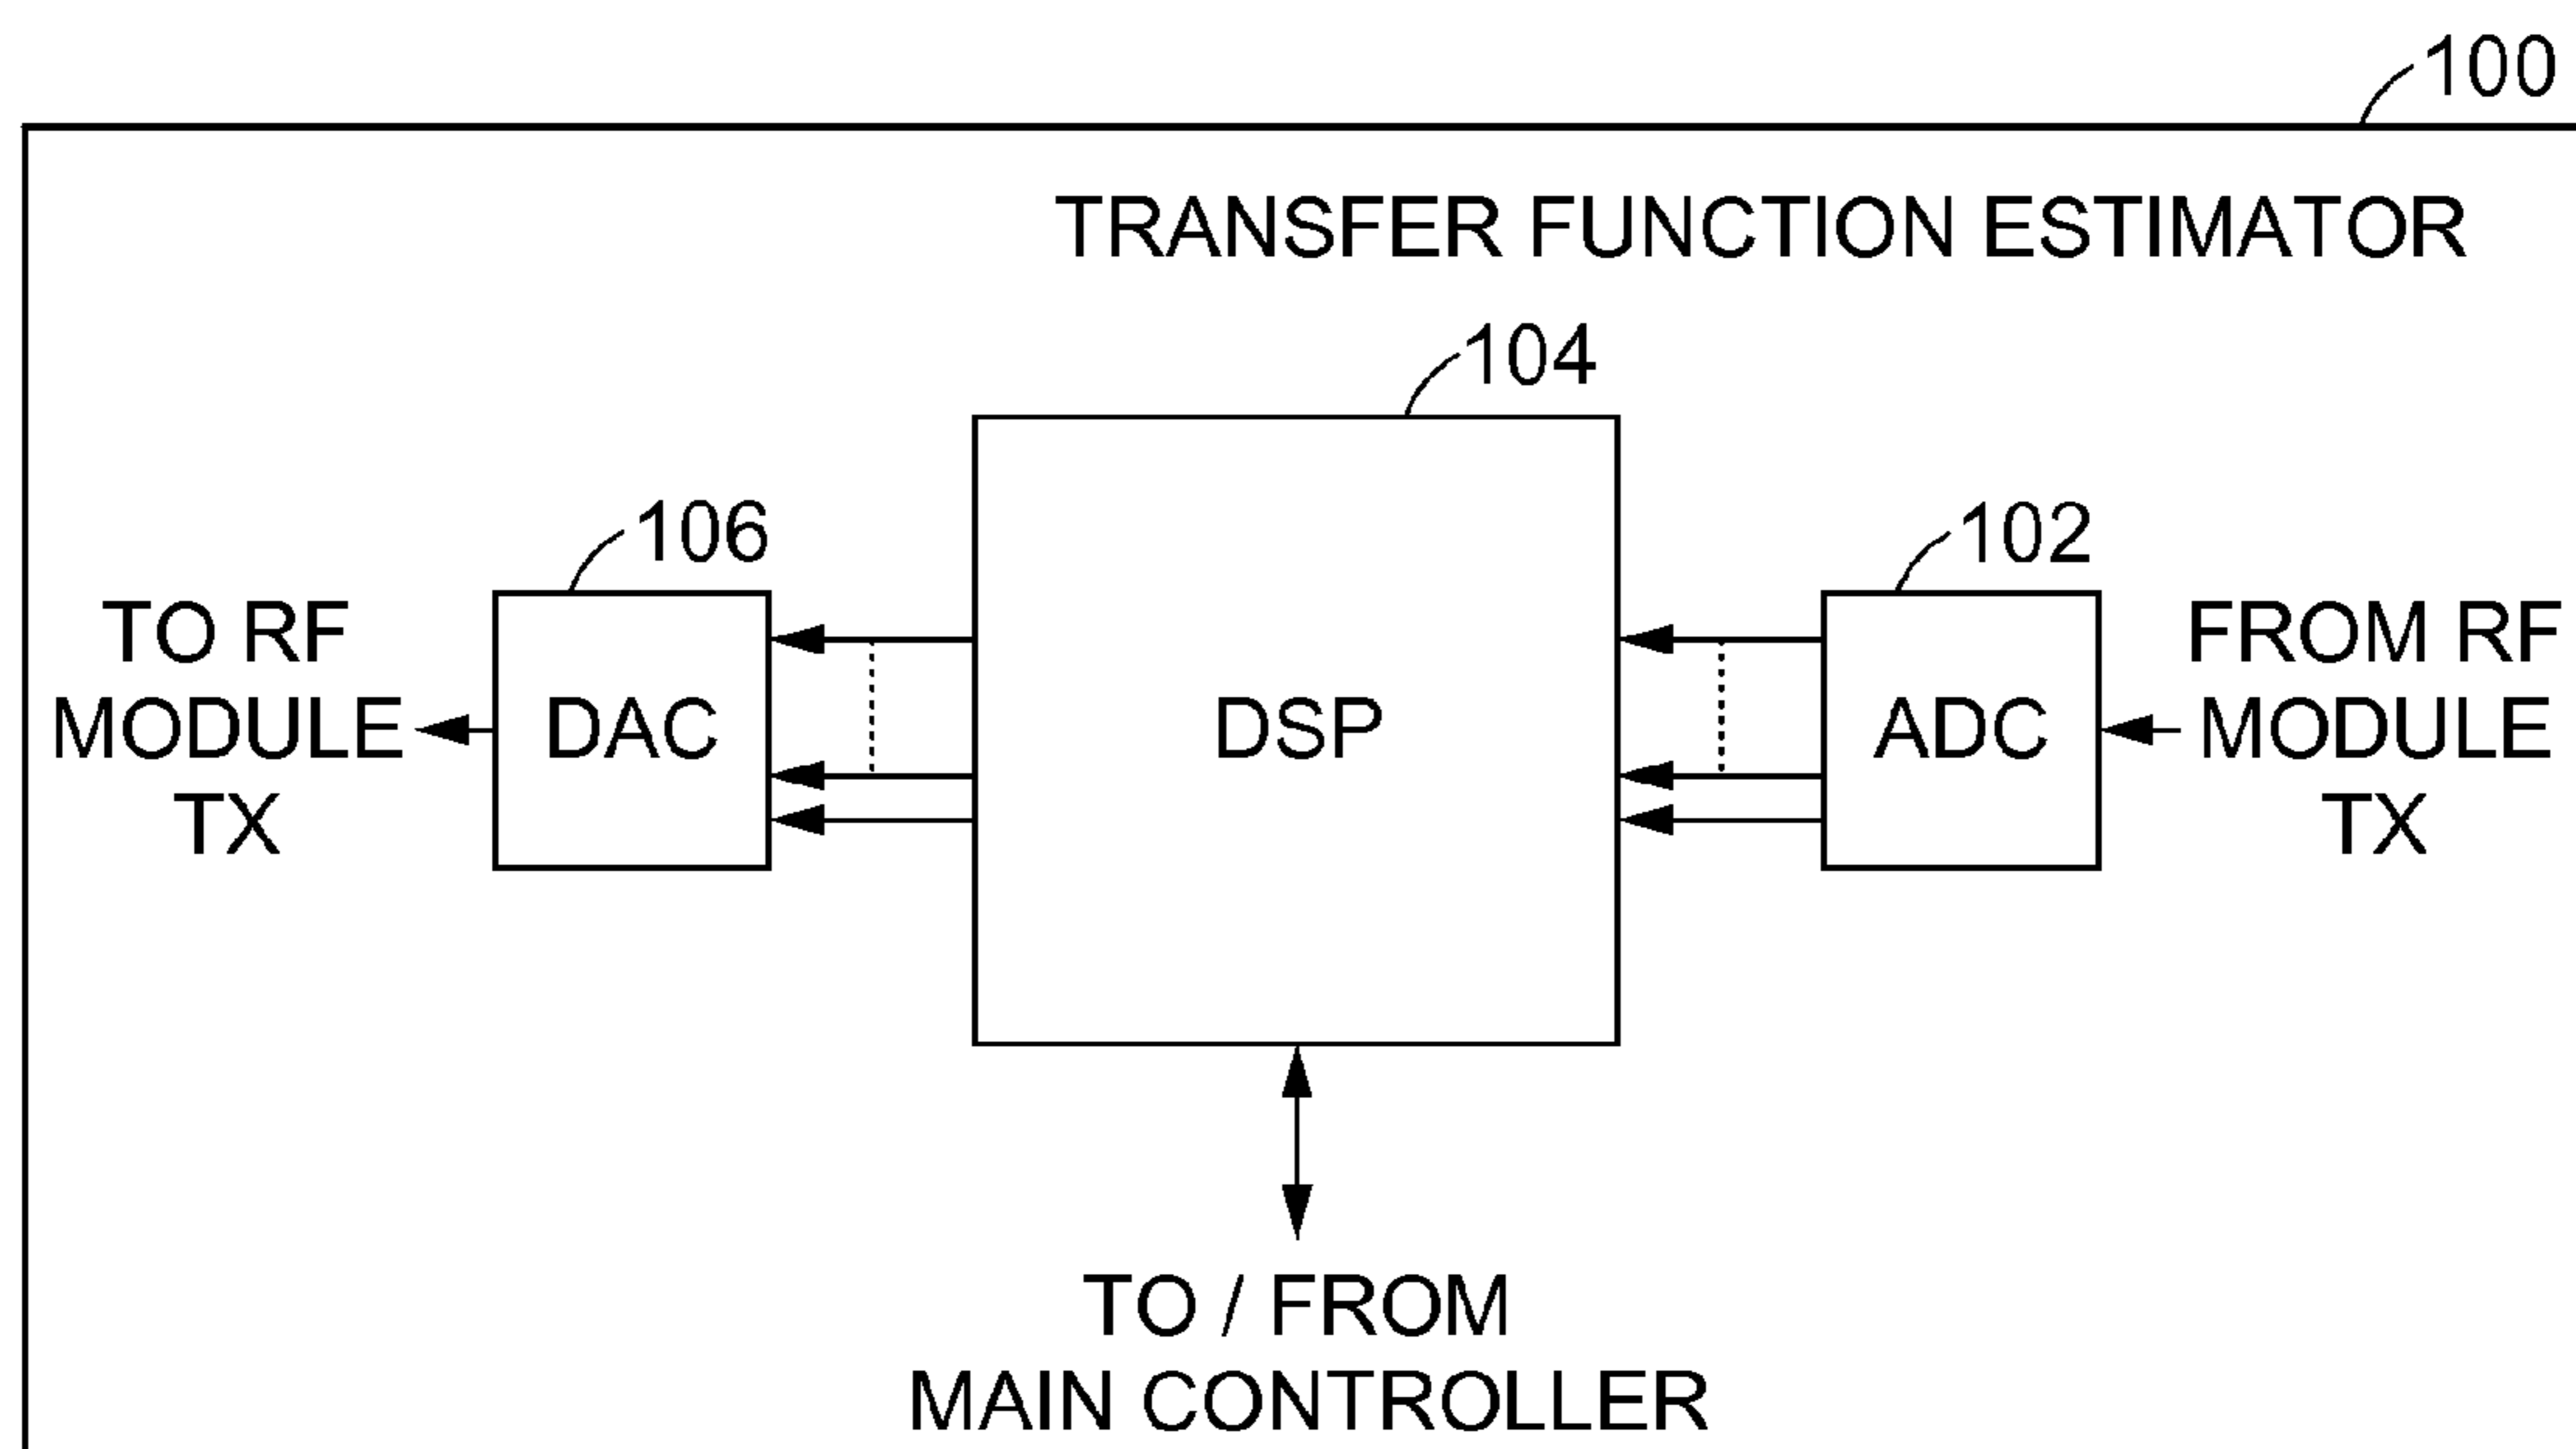 100
TRANSFER FUNCTION ESTIMATOR
104
106
102
TO RF
MODULE
TX
DAC
DSP
ADC
FROM RF
MODULE
TX
TO / FROM
MAIN CONTROLLER